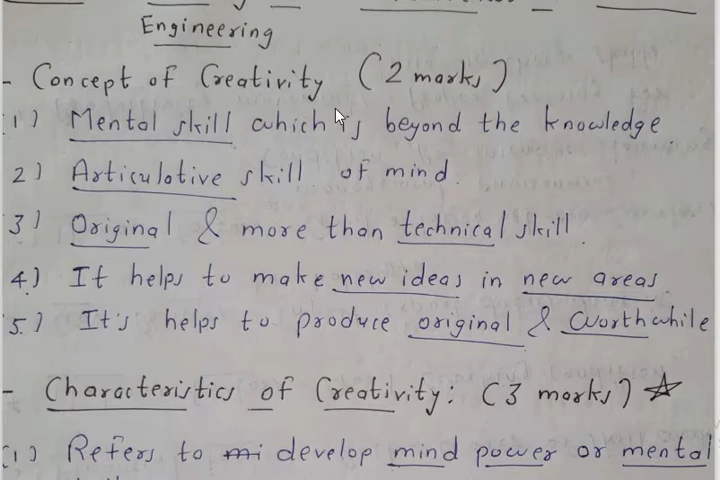 Engineering
- Concept of Creativity (2 marks)
(1) Mental skill which is beyond the knowledge
2) Articulative skill of mind.
3) Original & more than technical skill.
4) It helps to make new ideas in new areas.
5.) It's helps to produce original & worthwhile
- Characteristics of Creativity: (3 marks) ☆
(1) Refers to develop mind power or mental